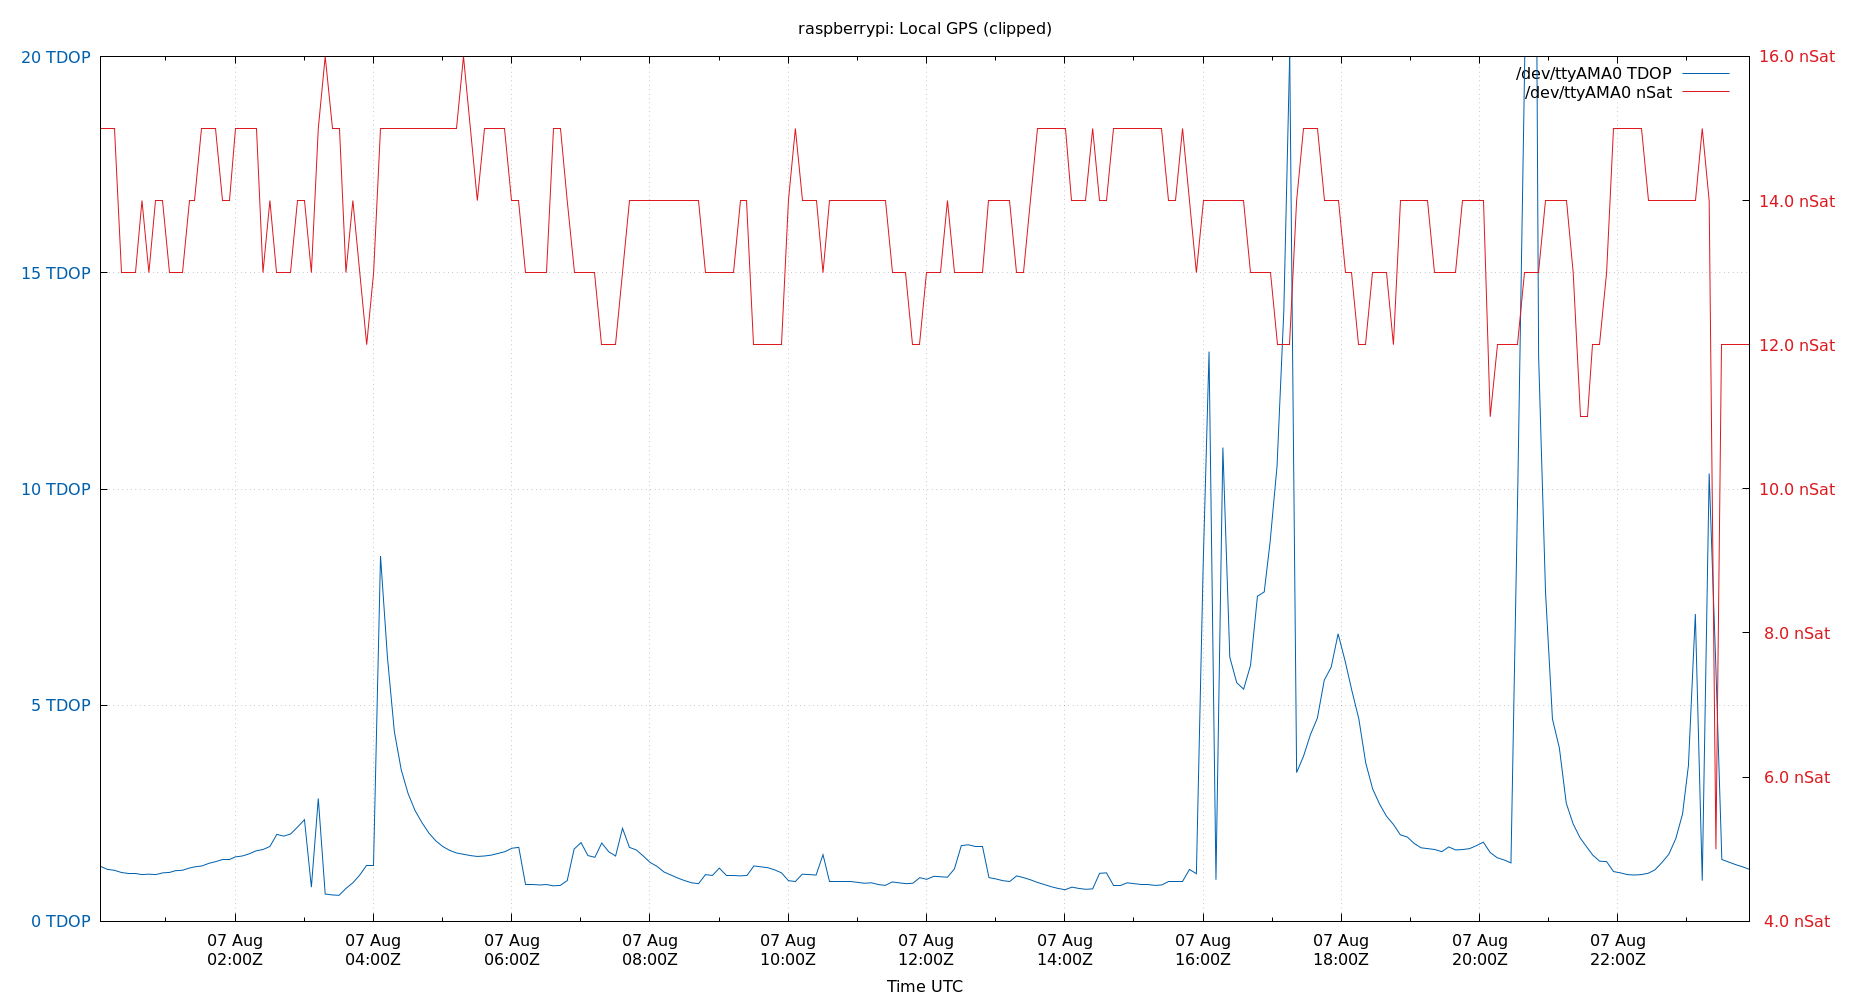 raspberrypi: Local GPS (clipped)
20 TDOP
15 TDOP
10 TDOP
5 TDOP
0 TDOP
16.0 nSat
14.0 nSat
12.0 nSat
10.0 nSat
8.0 nSat
6.0 nSat
4.0 nSat
/dev/ttyAMA0 TDOP
/dev/ttyAMA0 nSat
07 Aug
02:00Z
07 Aug
04:00Z
07 Aug
06:00Z
07 Aug
08:00Z
07 Aug
10:00Z
07 Aug
12:00Z
07 Aug
14:00Z
07 Aug
16:00Z
07 Aug
18:00Z
07 Aug
20:00Z
07 Aug
22:00Z
Time UTC